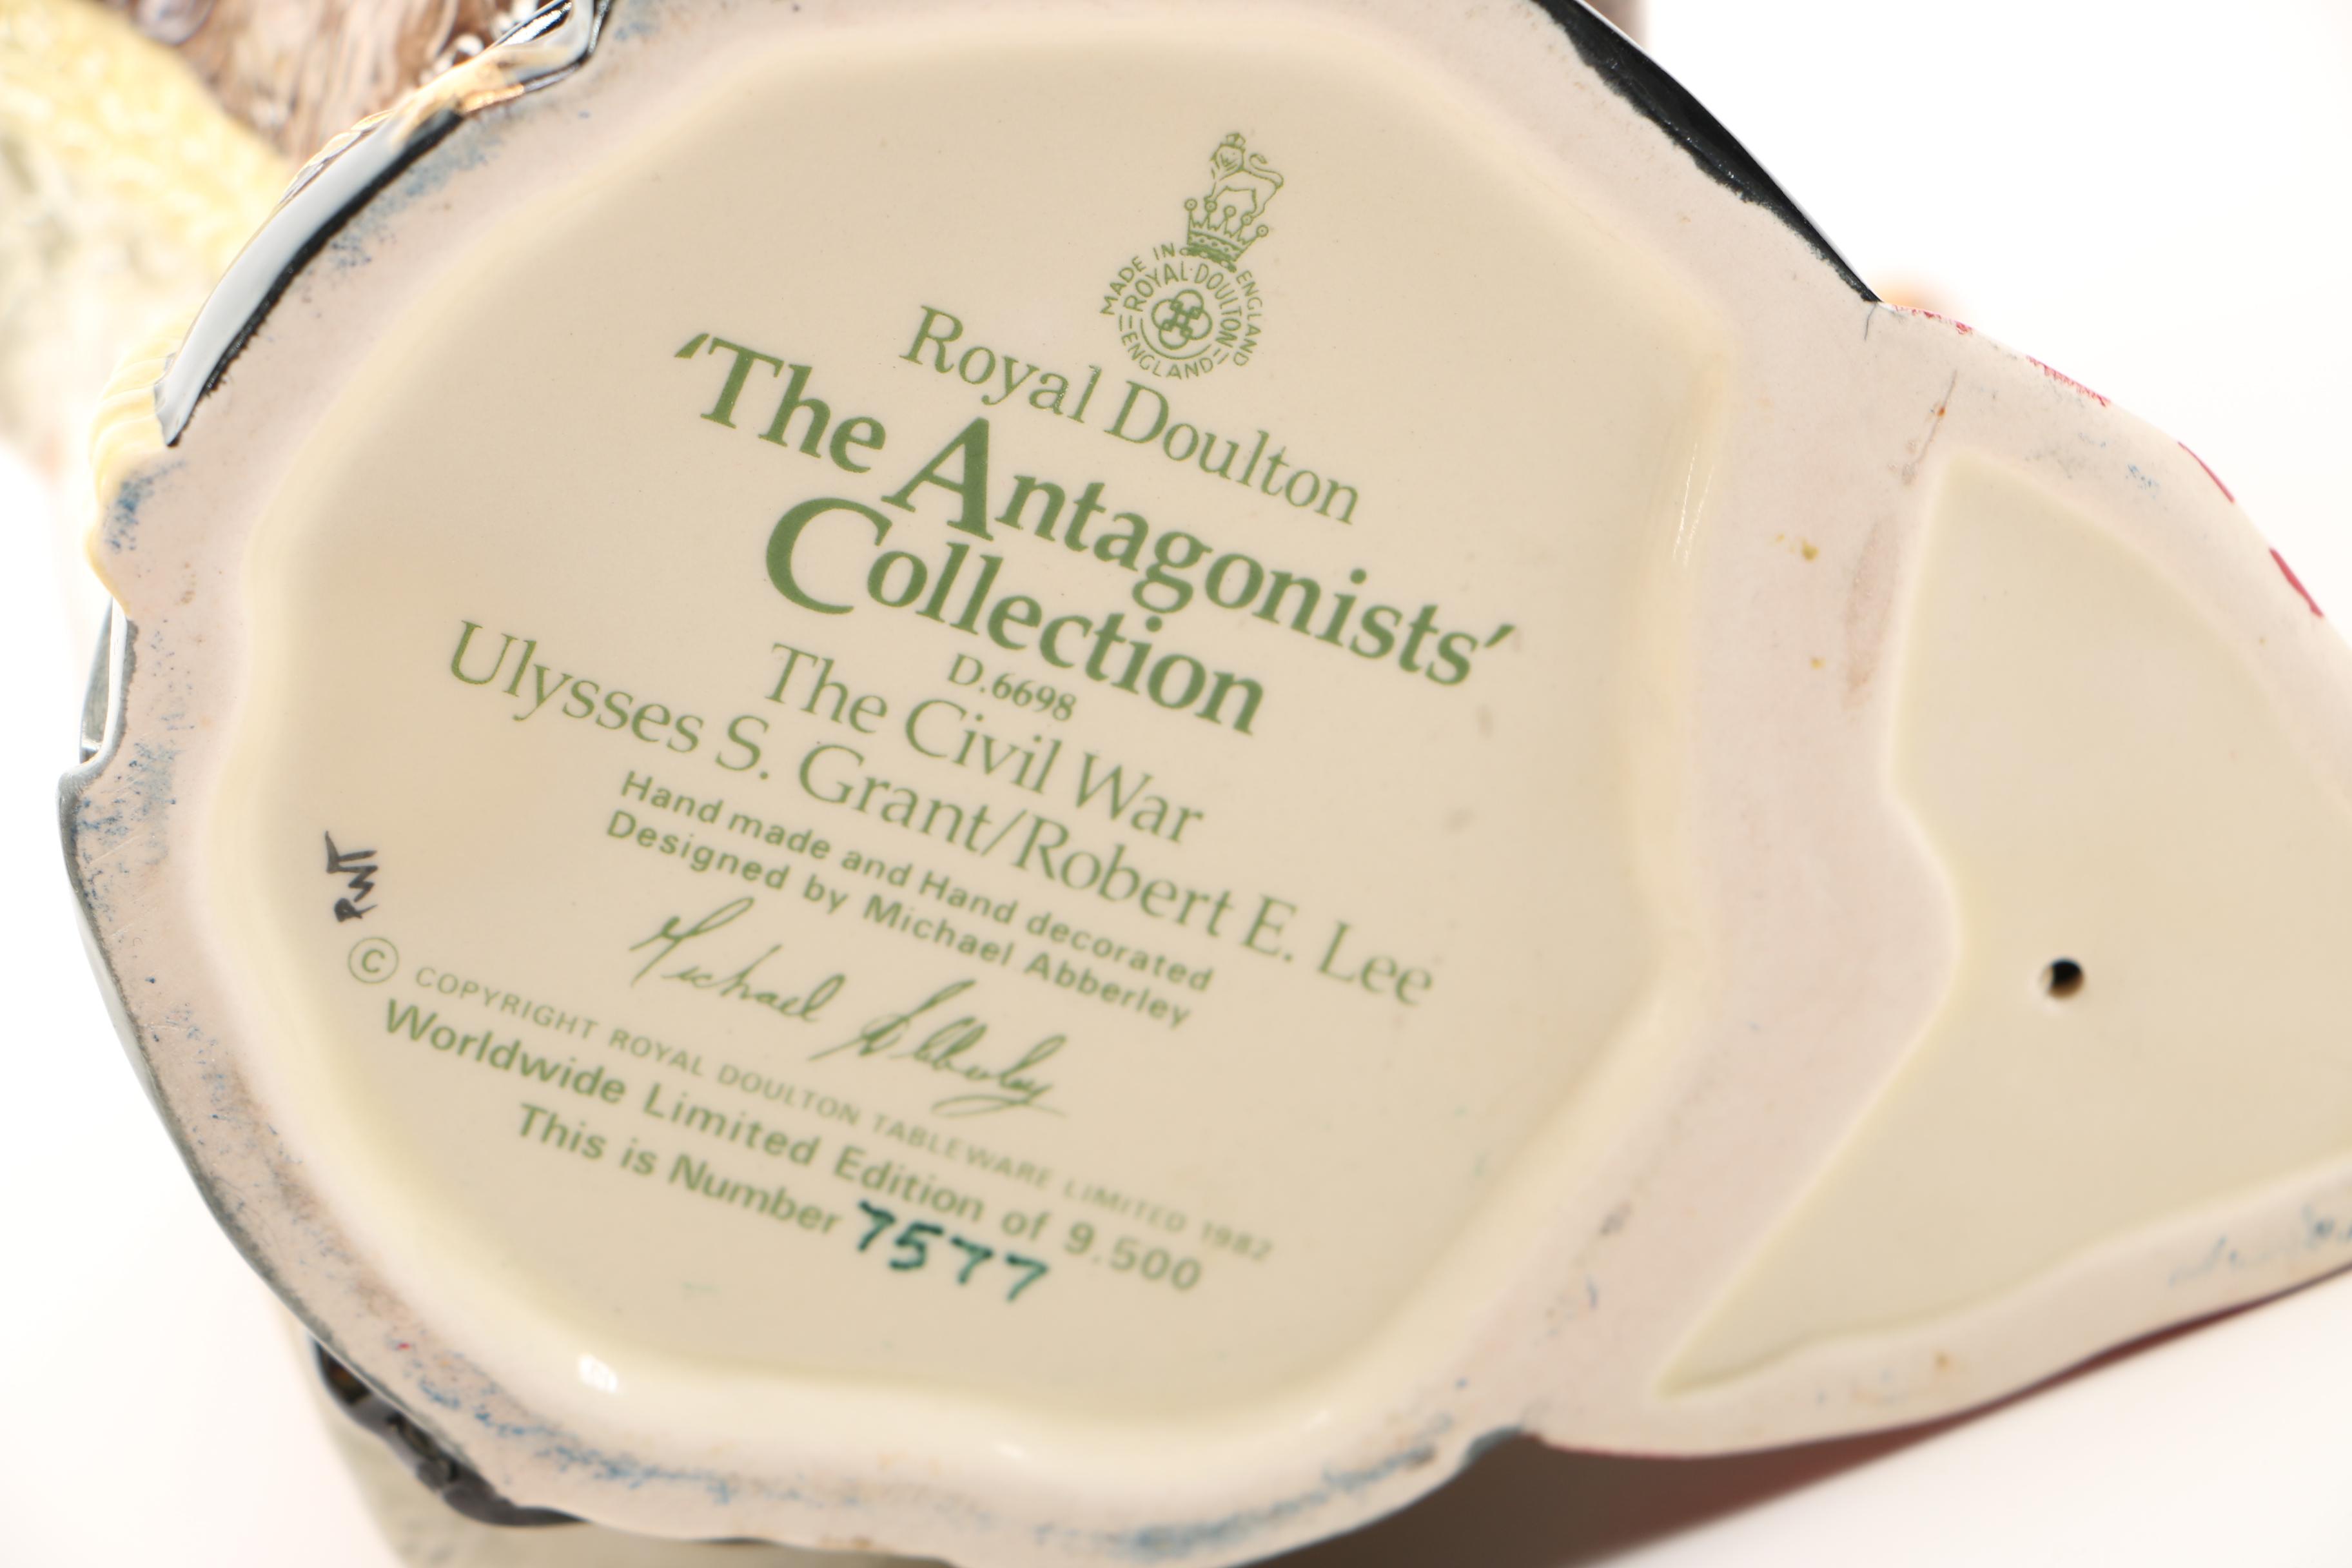 MADE IN ENGLAND
ROYAL·DOULTON
ENGLAND
Royal Doulton
'The Antagonists'
Collection
D.6698
The Civil War
Ulysses S. Grant/Robert E. Lee
Hand made and Hand decorated
Designed by Michael Abberley
Michael Abberley
© COPYRIGHT ROYAL DOULTON TABLEWARE LIMITED 1982
Worldwide Limited Edition of 9.500
This is Number 7577